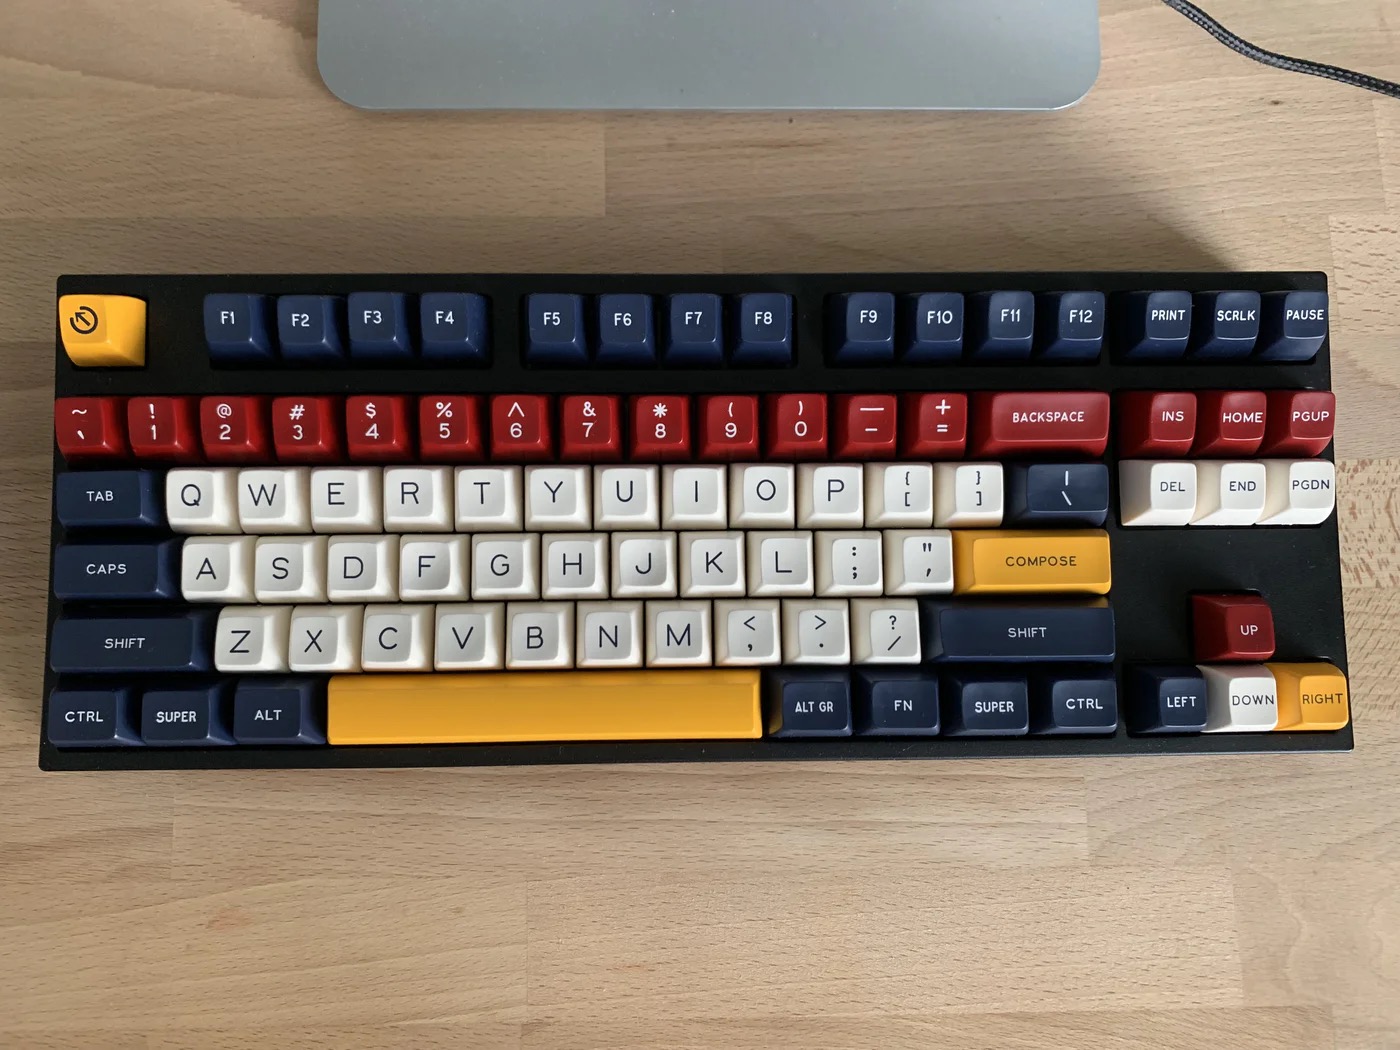 F1 F2 F3 F4 F5 F6 F7 F8 F9 F10 F11 F12 PRINT SCRLK PAUSE
~ ! @ # $ % ^ & * ( ) — +
` 1 2 3 4 5 6 7 8 9 0 - = BACKSPACE INS HOME PGUP
{ } |
TAB Q W E R T Y U I O P [ ] \ DEL END PGDN
: "
CAPS A S D F G H J K L ; ' COMPOSE
< > ?
SHIFT Z X C V B N M , . / SHIFT UP
CTRL SUPER ALT ALT GR FN SUPER CTRL LEFT DOWN RIGHT